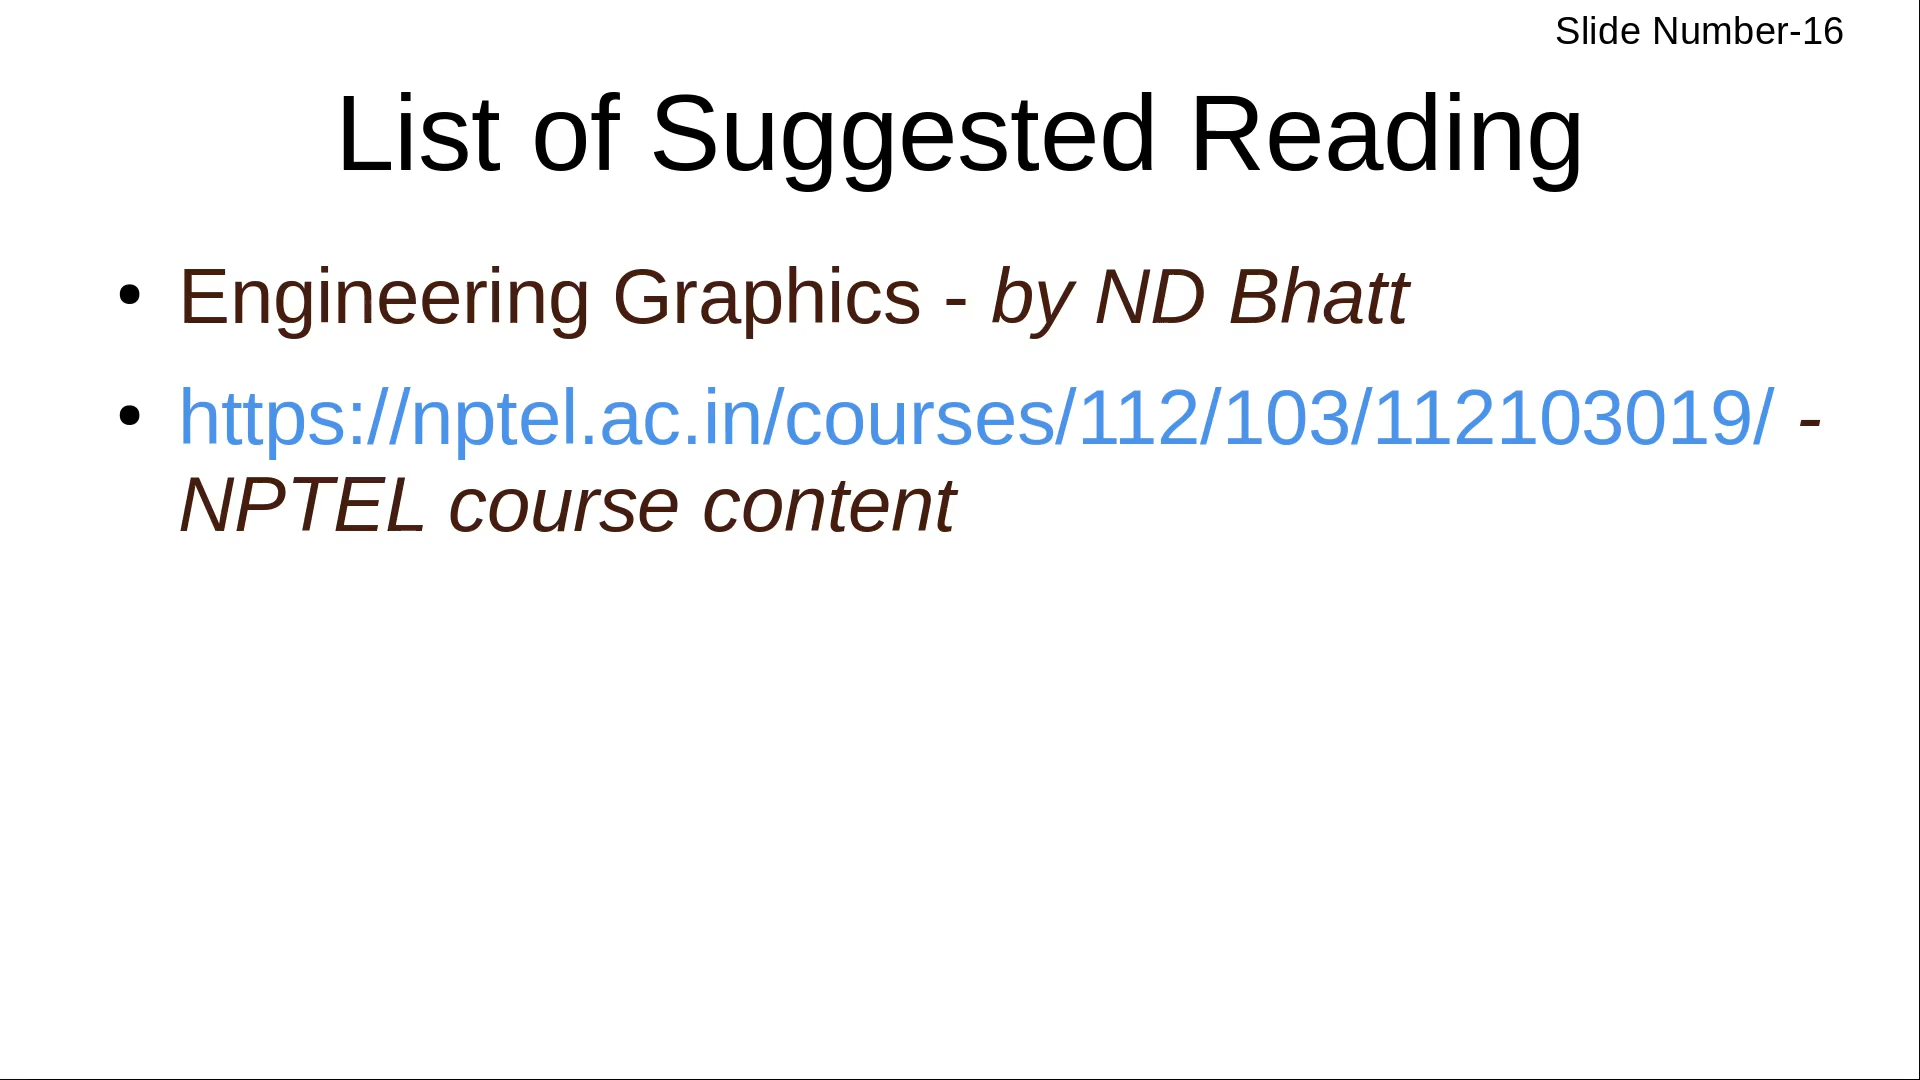 Slide Number-16
List of Suggested Reading
• Engineering Graphics - by ND Bhatt
• https://nptel.ac.in/courses/112/103/112103019/ -
NPTEL course content